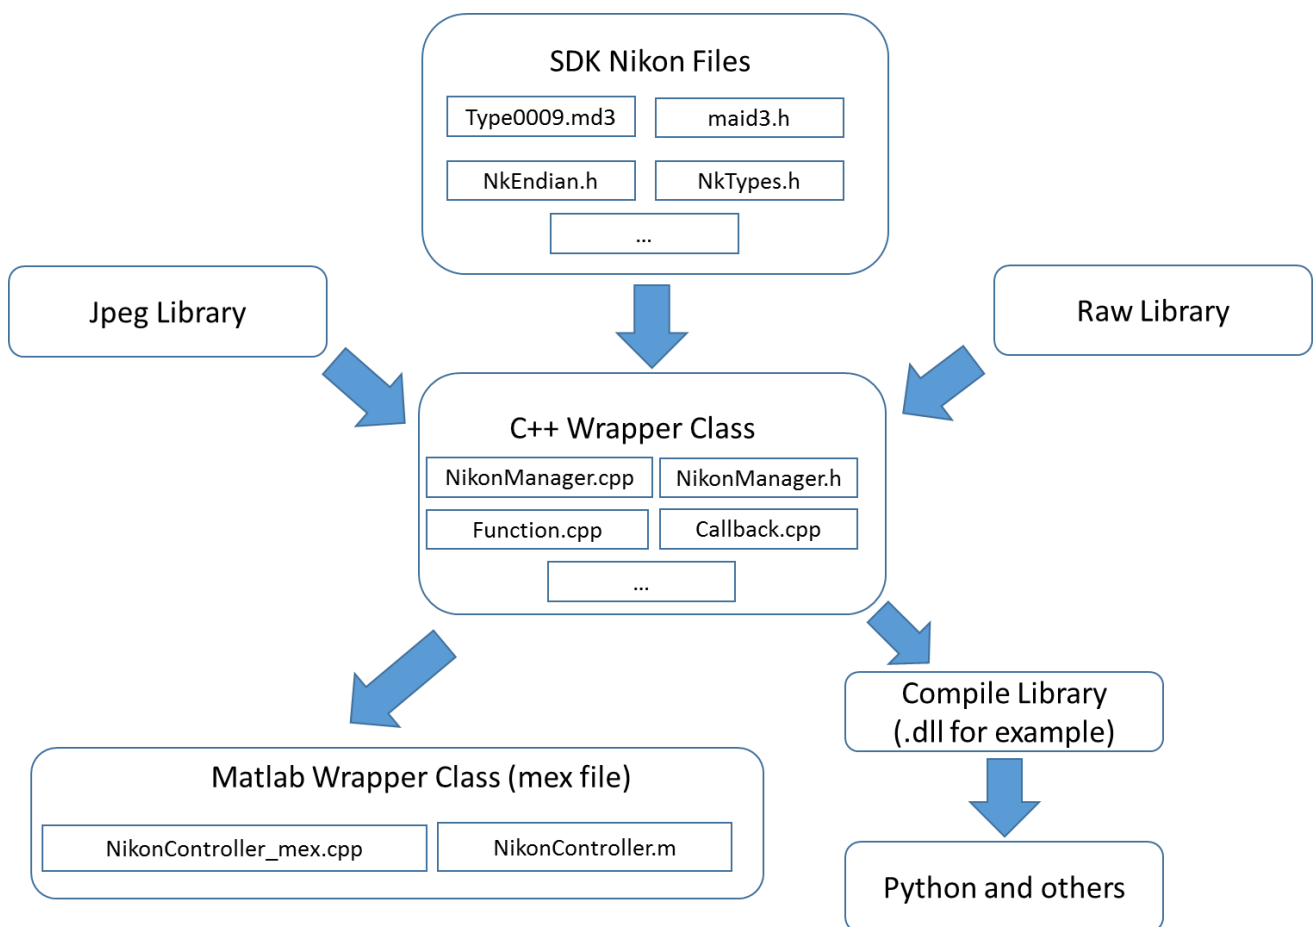 SDK Nikon Files
Type0009.md3
maid3.h
NkEndian.h
NkTypes.h
...
Jpeg Library
Raw Library
C++ Wrapper Class
NikonManager.cpp
NikonManager.h
Function.cpp
Callback.cpp
...
Compile Library
(.dll for example)
Matlab Wrapper Class (mex file)
NikonController_mex.cpp
NikonController.m
Python and others